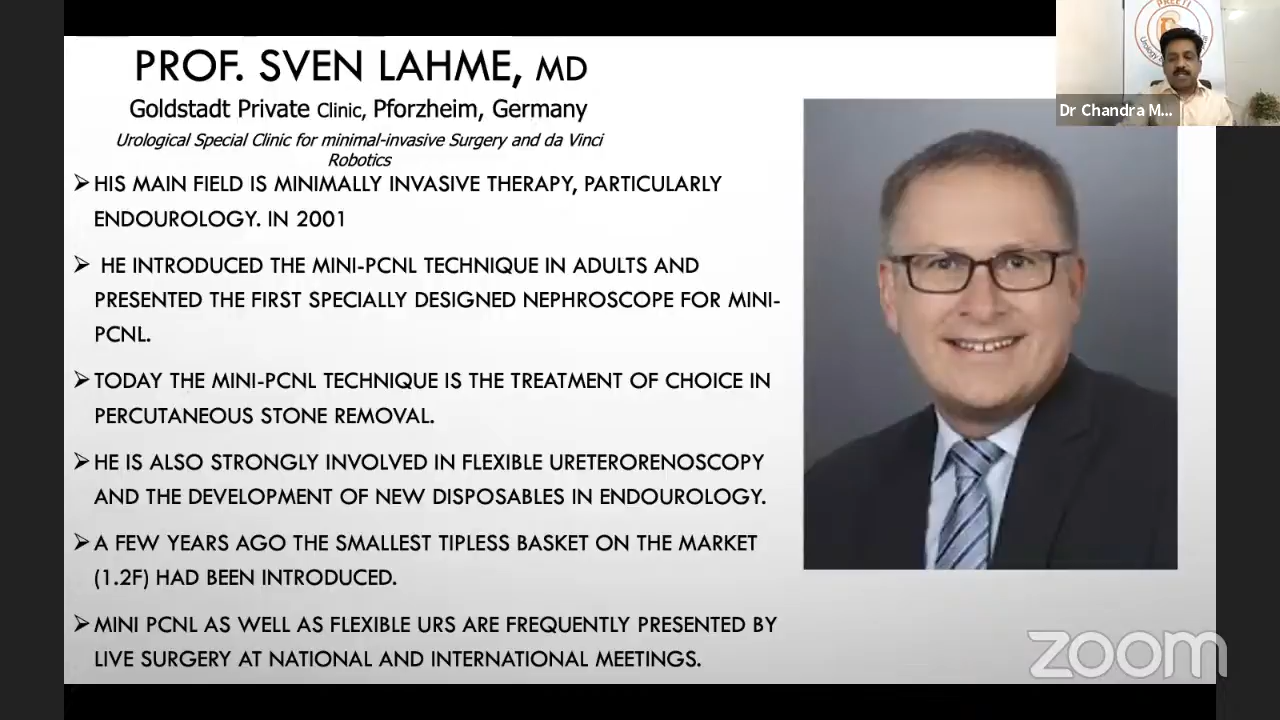 PROF. SVEN LAHME, MD
Goldstadt Private Clinic, Pforzheim, Germany
Urological Special Clinic for minimal-invasive Surgery and da Vinci
Robotics
➢HIS MAIN FIELD IS MINIMALLY INVASIVE THERAPY, PARTICULARLY
ENDOUROLOGY. IN 2001
➢ HE INTRODUCED THE MINI-PCNL TECHNIQUE IN ADULTS AND
PRESENTED THE FIRST SPECIALLY DESIGNED NEPHROSCOPE FOR MINI-
PCNL.
➢TODAY THE MINI-PCNL TECHNIQUE IS THE TREATMENT OF CHOICE IN
PERCUTANEOUS STONE REMOVAL.
➢HE IS ALSO STRONGLY INVOLVED IN FLEXIBLE URETERORENOSCOPY
AND THE DEVELOPMENT OF NEW DISPOSABLES IN ENDOUROLOGY.
➢A FEW YEARS AGO THE SMALLEST TIPLESS BASKET ON THE MARKET
(1.2F) HAD BEEN INTRODUCED.
➢MINI PCNL AS WELL AS FLEXIBLE URS ARE FREQUENTLY PRESENTED BY
LIVE SURGERY AT NATIONAL AND INTERNATIONAL MEETINGS.
PREETI
Urology
Dr Chandra M...
zoom